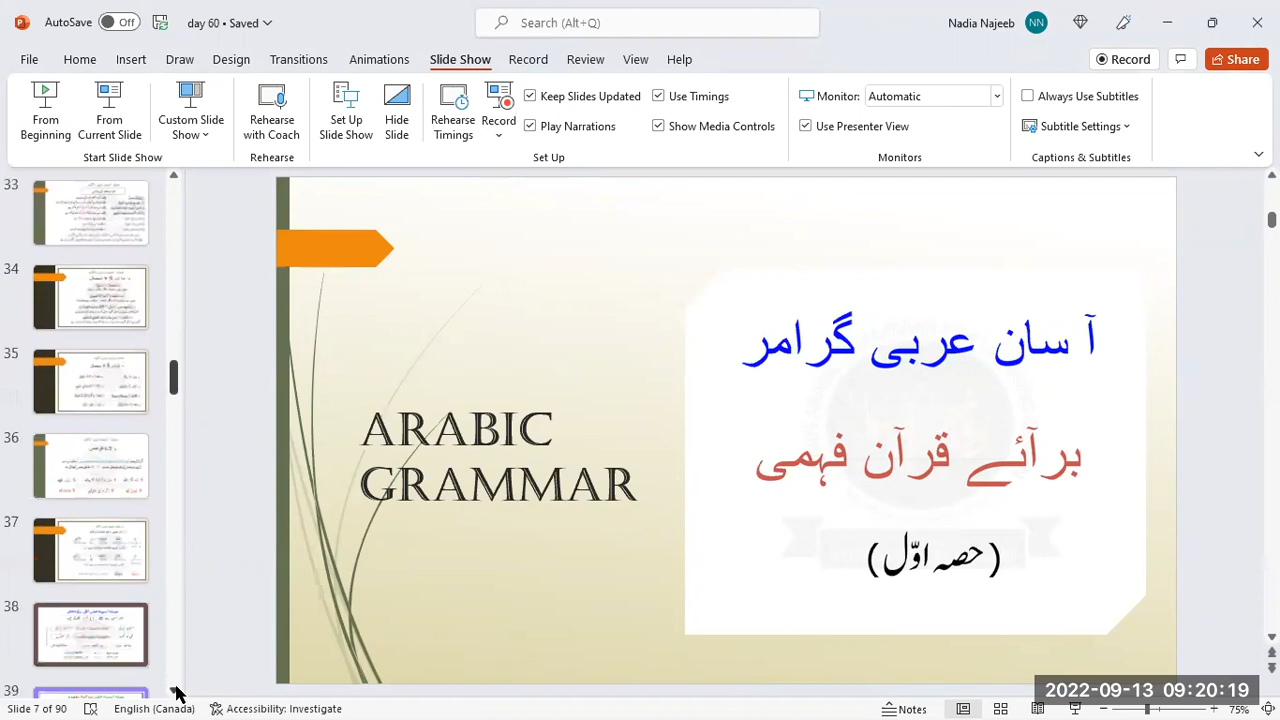 AutoSave Off day 60 • Saved Search (Alt+Q) Nadia Najeeb NN
File Home Insert Draw Design Transitions Animations Slide Show Record Review View Help Record Share
From Beginning
From Current Slide
Custom Slide Show
Start Slide Show
Rehearse with Coach
Rehearse
Set Up Slide Show
Hide Slide
Rehearse Timings
Record
Keep Slides Updated
Play Narrations
Use Timings
Show Media Controls
Set Up
Monitor: Automatic
Use Presenter View
Monitors
Always Use Subtitles
Subtitle Settings
Captions & Subtitles
33
34
35
36
37
38
39
ARABIC
GRAMMAR
آ سان عربی گرامر
برآئے قرآن فہمی
(حصہ اوّل)
2022-09-13 09:20:19
Slide 7 of 90 English (Canada) Accessibility: Investigate Notes 75%